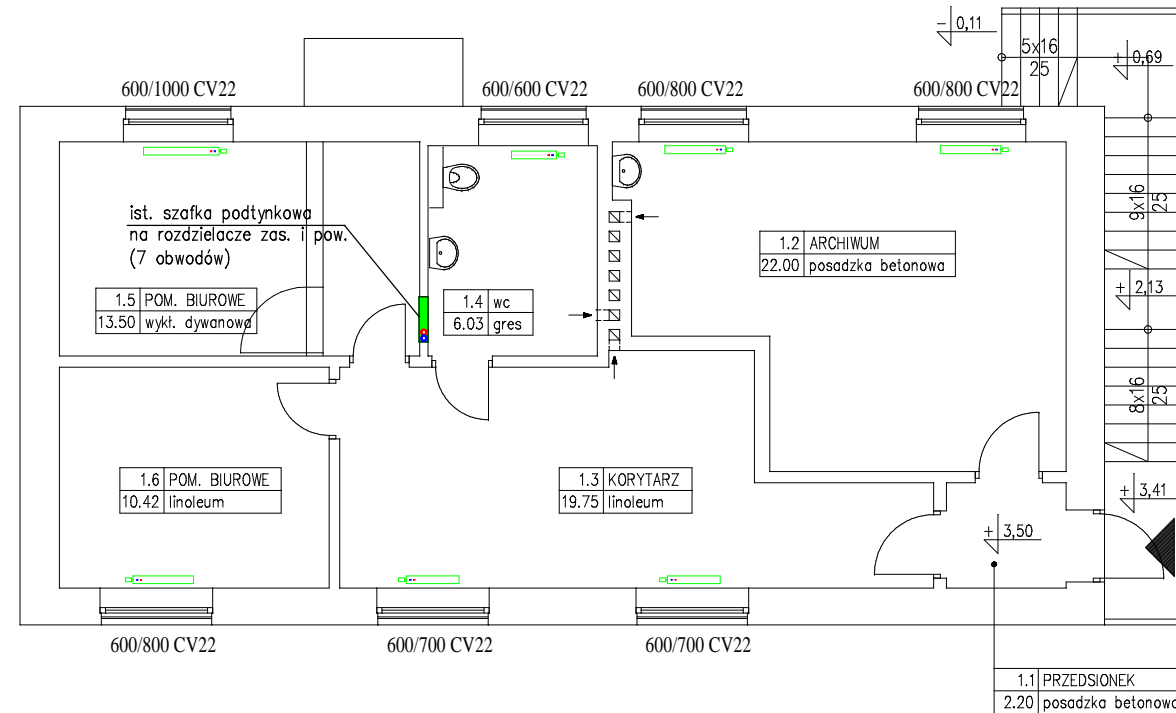 - 0,11
5x16
25
+ 0,69
600/1000 CV22
600/600 CV22
600/800 CV22
600/800 CV22
ist. szafka podtynkowa
na rozdzielacze zas. i pow.
(7 obwodów)
9x16
25
1.2 ARCHIWUM
22.00 posadzka betonowa
1.5 POM. BIUROWE
13.50 wykł. dywanowa
1.4 wc
6.03 gres
+ 2,13
8x16
25
1.6 POM. BIUROWE
10.42 linoleum
1.3 KORYTARZ
19.75 linoleum
+ 3,41
+ 3,50
600/800 CV22
600/700 CV22
600/700 CV22
1.1 PRZEDSIONEK
2.20 posadzka betonowa